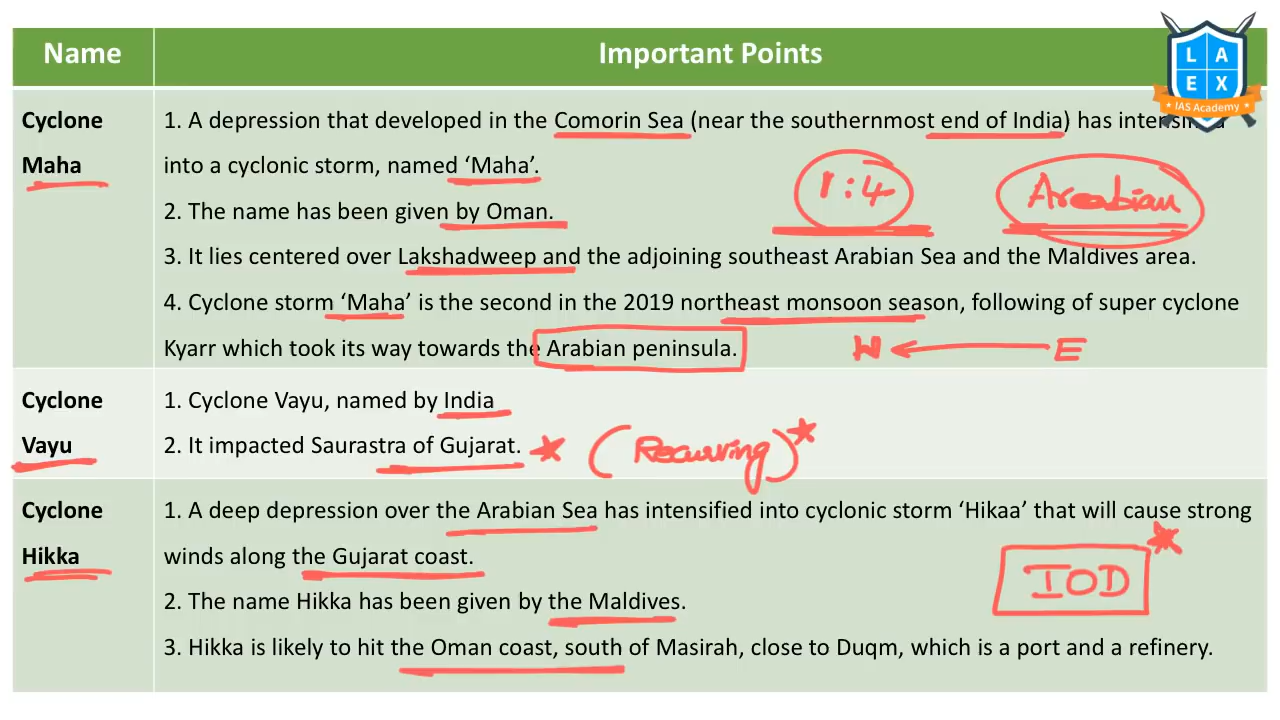 Name Important Points
L A
E X
IAS Academy
Cyclone
Maha
1. A depression that developed in the Comorin Sea (near the southernmost end of India) has intensified
into a cyclonic storm, named ‘Maha’.
1:4 Arabian
2. The name has been given by Oman.
3. It lies centered over Lakshadweep and the adjoining southeast Arabian Sea and the Maldives area.
4. Cyclone storm ‘Maha’ is the second in the 2019 northeast monsoon season, following of super cyclone
Kyarr which took its way towards the Arabian peninsula.
W E
Cyclone
Vayu
1. Cyclone Vayu, named by India
2. It impacted Saurastra of Gujarat.
(Recurving)
Cyclone
Hikka
1. A deep depression over the Arabian Sea has intensified into cyclonic storm ‘Hikaa’ that will cause strong
winds along the Gujarat coast.
IOD
2. The name Hikka has been given by the Maldives.
3. Hikka is likely to hit the Oman coast, south of Masirah, close to Duqm, which is a port and a refinery.